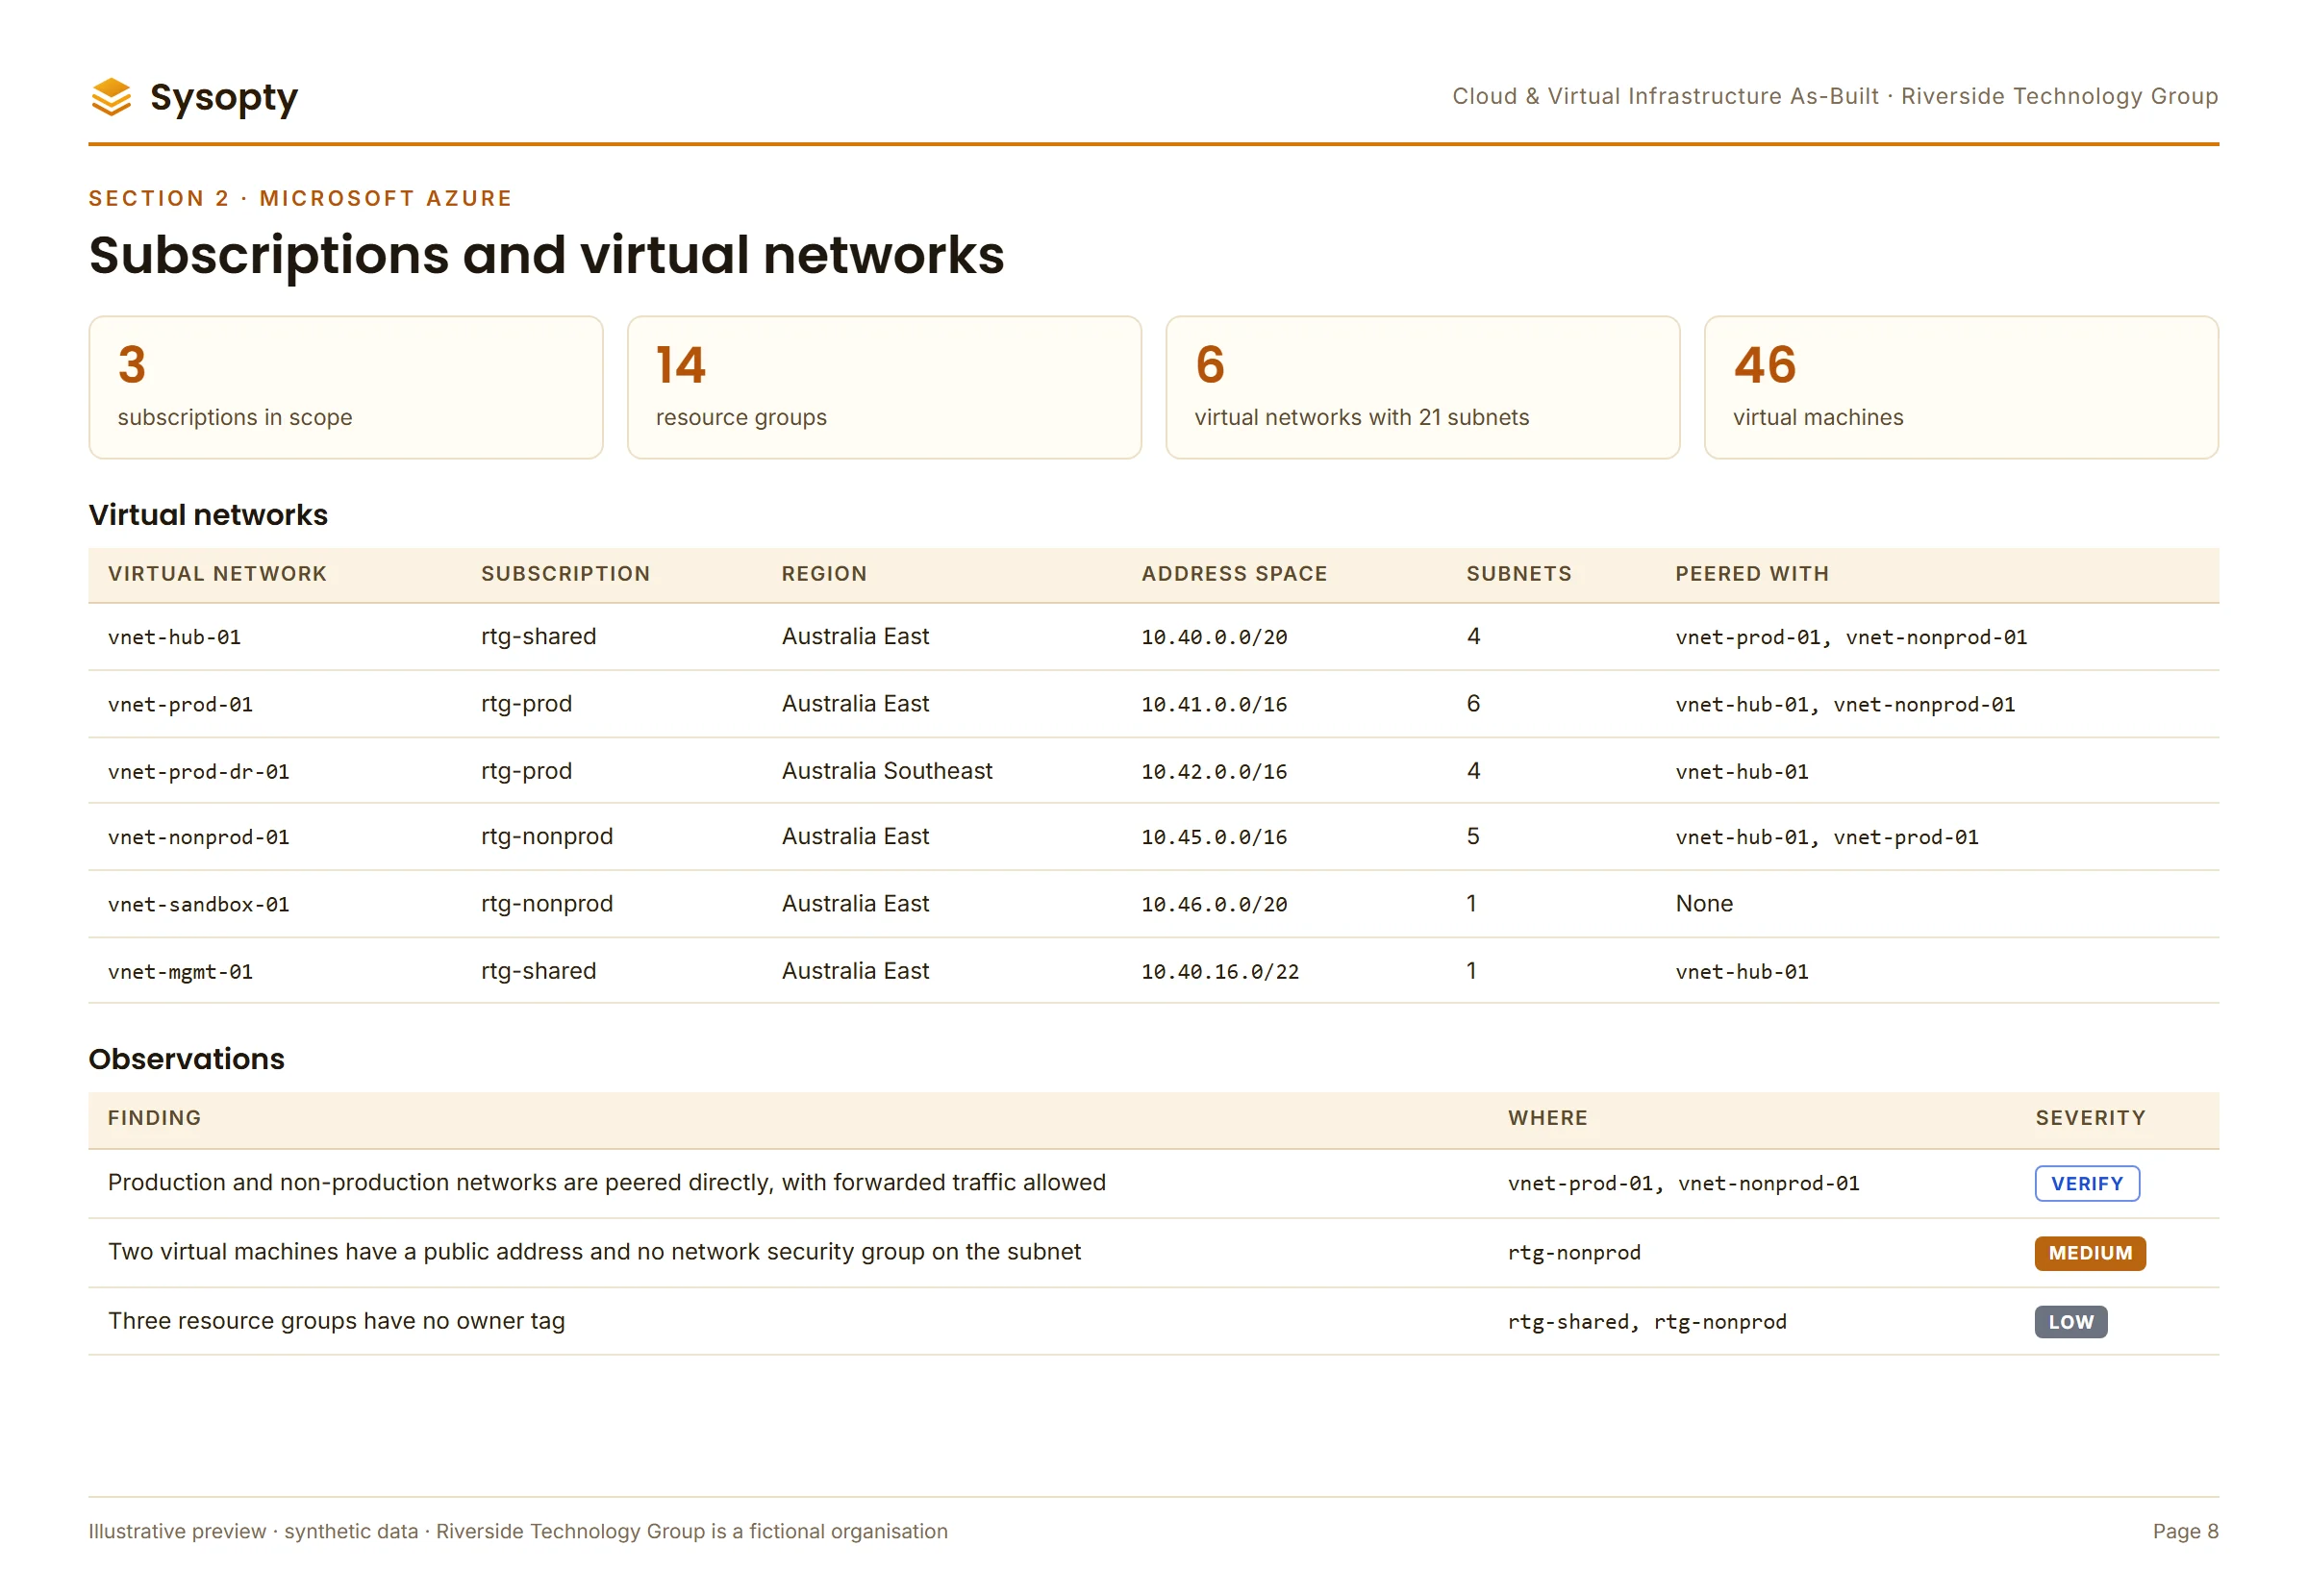 Sysopty
Cloud & Virtual Infrastructure As-Built · Riverside Technology Group
SECTION 2 · MICROSOFT AZURE
Subscriptions and virtual networks
3
subscriptions in scope
14
resource groups
6
virtual networks with 21 subnets
46
virtual machines
Virtual networks
VIRTUAL NETWORK SUBSCRIPTION REGION ADDRESS SPACE SUBNETS PEERED WITH
vnet-hub-01 rtg-shared Australia East 10.40.0.0/20 4 vnet-prod-01, vnet-nonprod-01
vnet-prod-01 rtg-prod Australia East 10.41.0.0/16 6 vnet-hub-01, vnet-nonprod-01
vnet-prod-dr-01 rtg-prod Australia Southeast 10.42.0.0/16 4 vnet-hub-01
vnet-nonprod-01 rtg-nonprod Australia East 10.45.0.0/16 5 vnet-hub-01, vnet-prod-01
vnet-sandbox-01 rtg-nonprod Australia East 10.46.0.0/20 1 None
vnet-mgmt-01 rtg-shared Australia East 10.40.16.0/22 1 vnet-hub-01
Observations
FINDING WHERE SEVERITY
Production and non-production networks are peered directly, with forwarded traffic allowed vnet-prod-01, vnet-nonprod-01 VERIFY
Two virtual machines have a public address and no network security group on the subnet rtg-nonprod MEDIUM
Three resource groups have no owner tag rtg-shared, rtg-nonprod LOW
Illustrative preview · synthetic data · Riverside Technology Group is a fictional organisation
Page 8